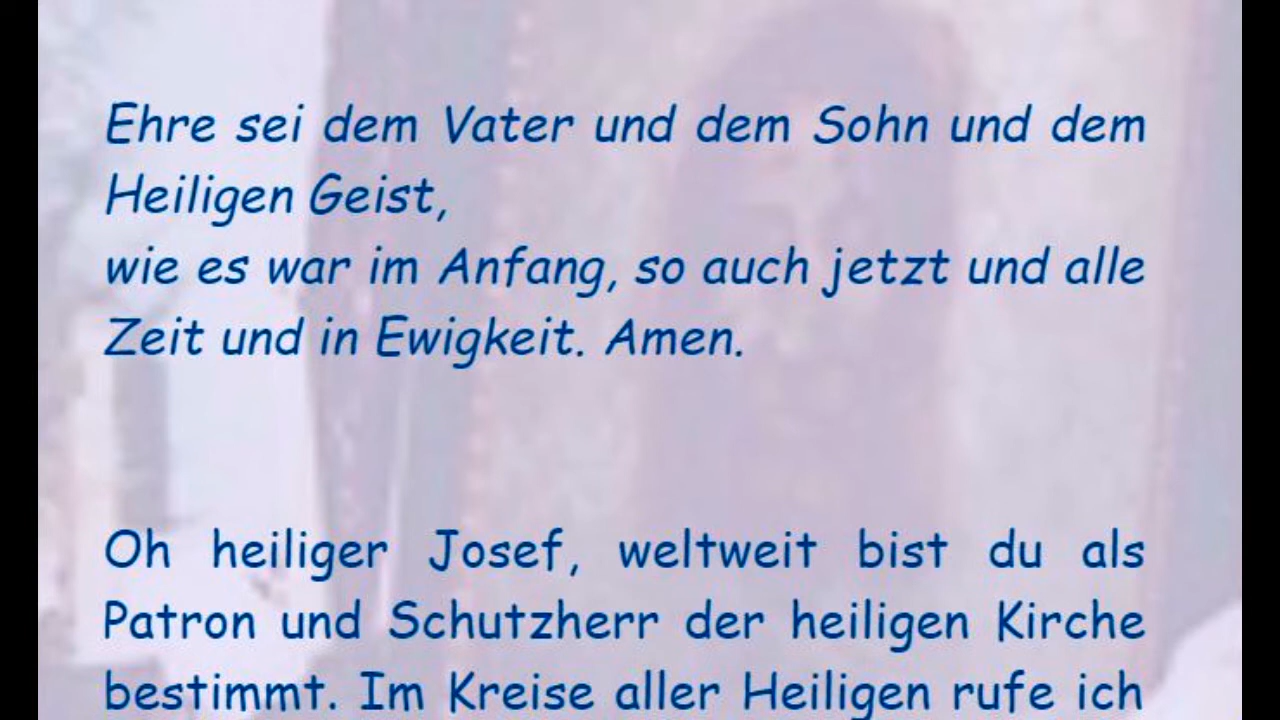 Ehre sei dem Vater und dem Sohn und dem
Heiligen Geist,
wie es war im Anfang, so auch jetzt und alle
Zeit und in Ewigkeit. Amen.
Oh heiliger Josef, weltweit bist du als
Patron und Schutzherr der heiligen Kirche
bestimmt. Im Kreise aller Heiligen rufe ich